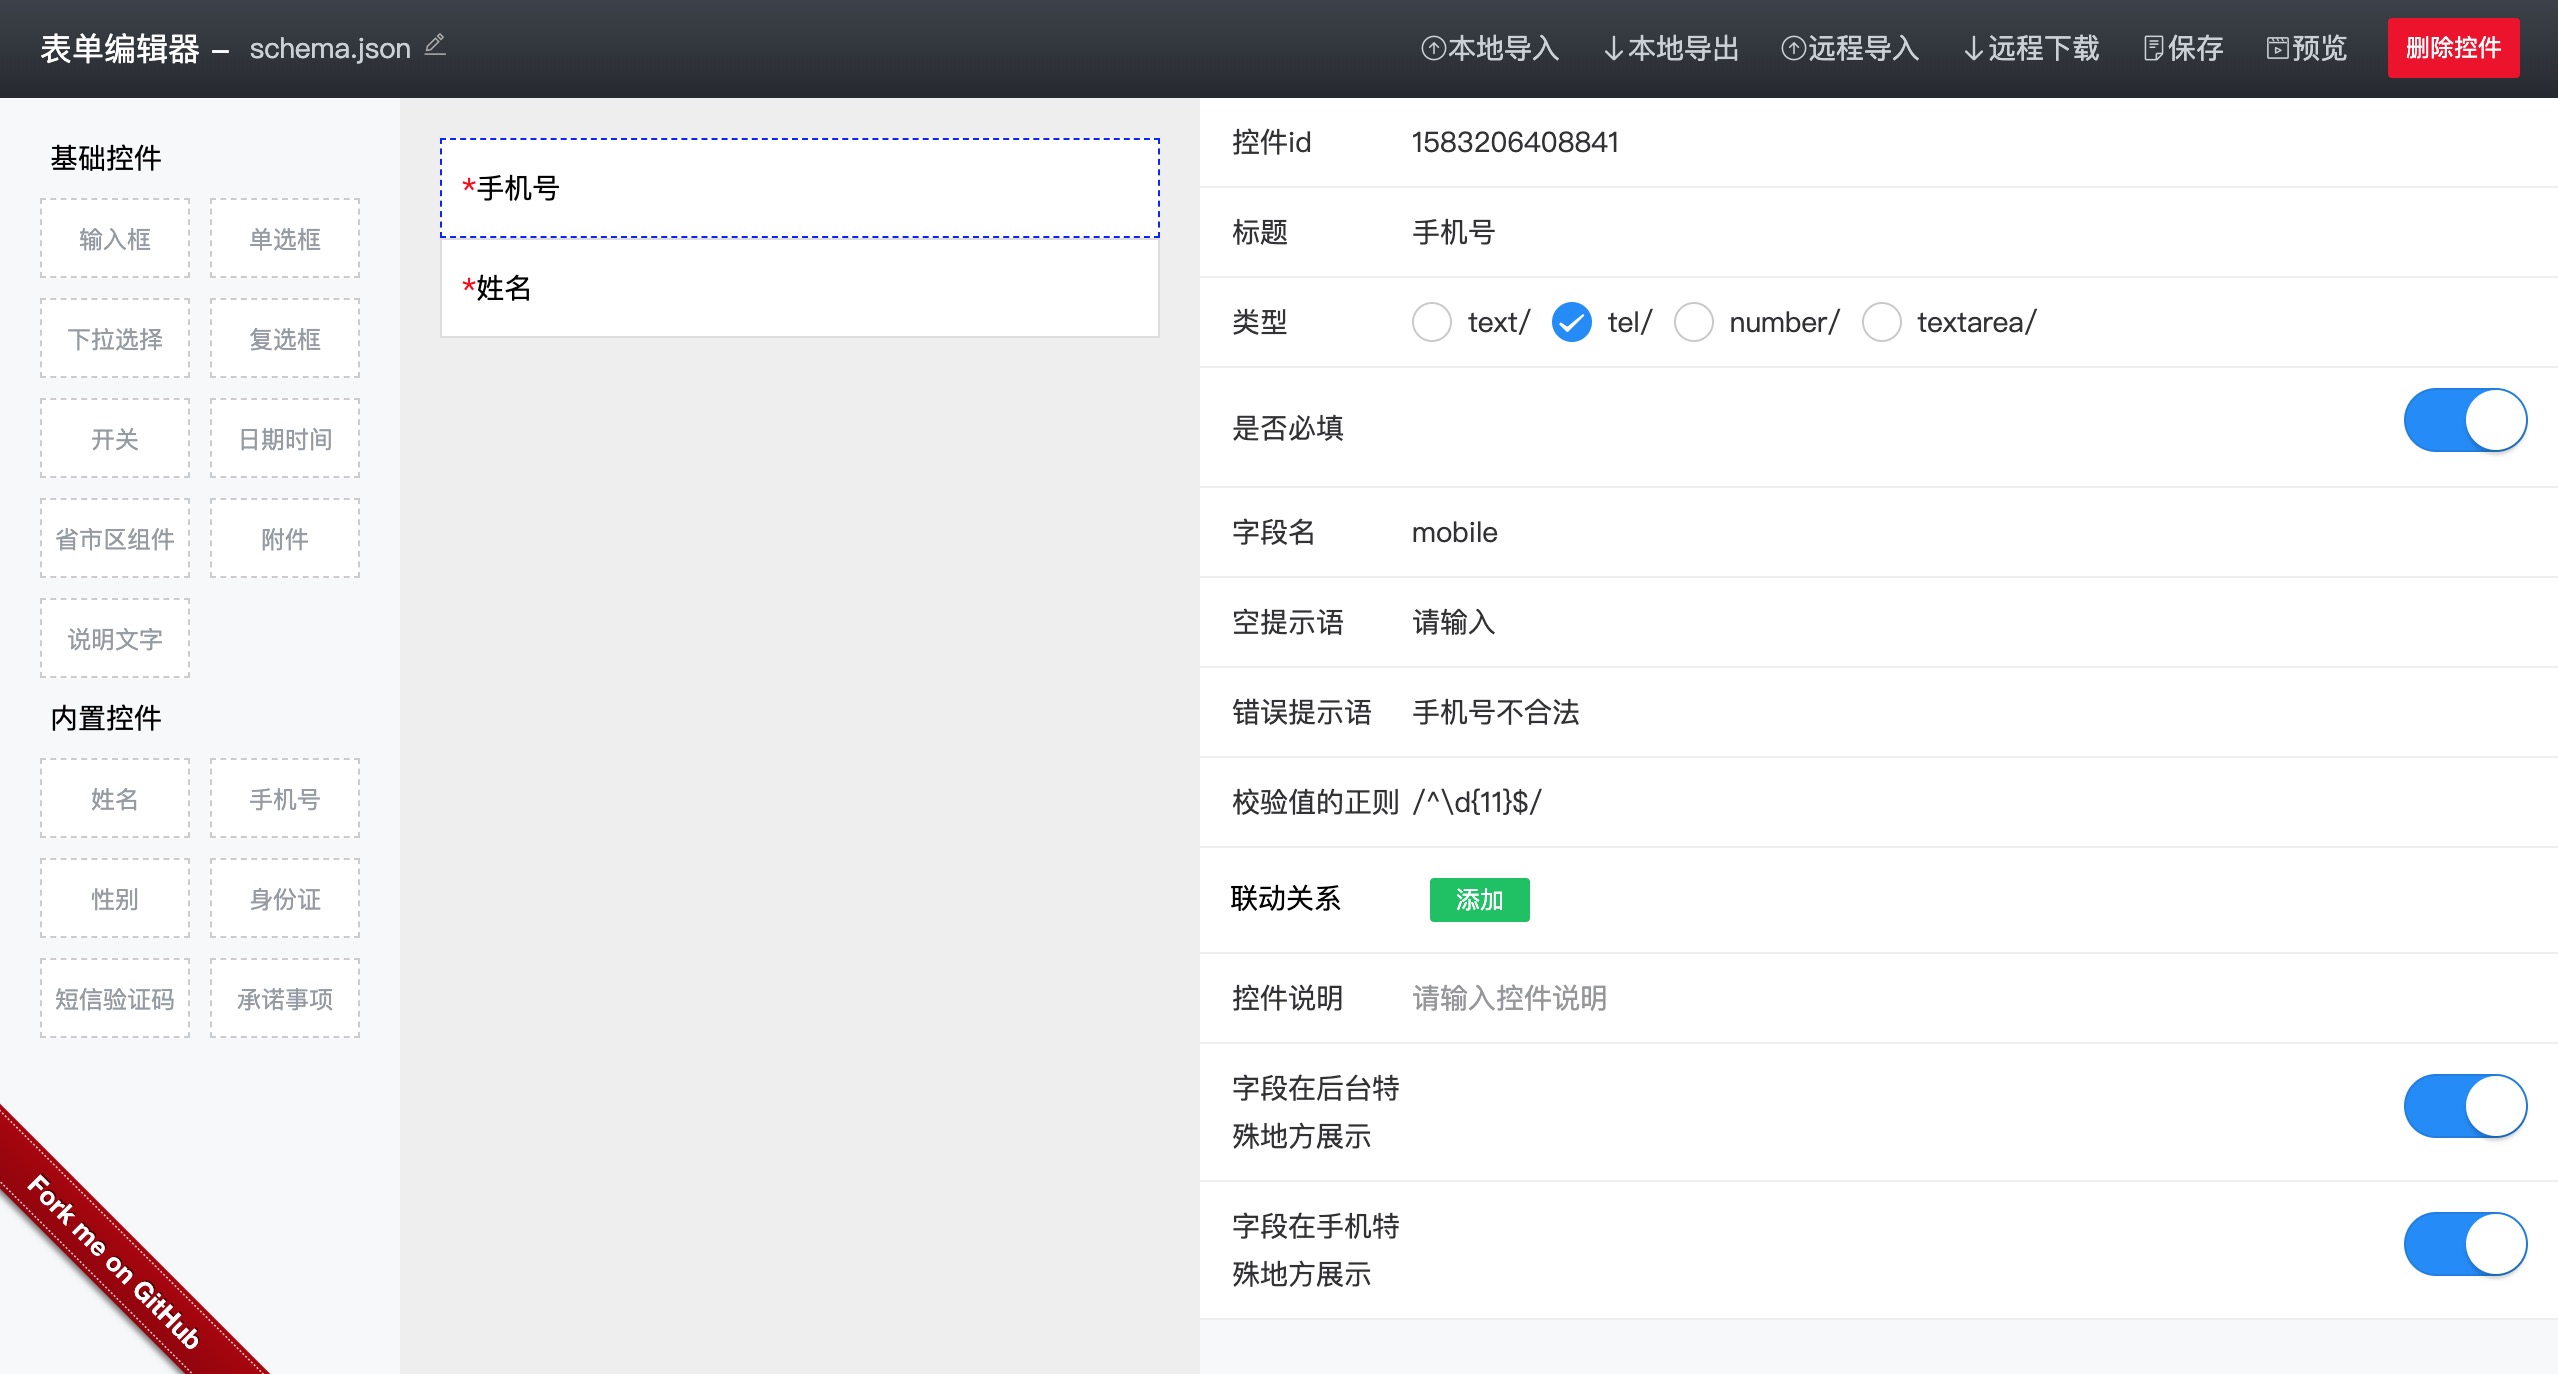 表单编辑器 – schema.json
本地导入 本地导出 远程导入 远程下载 保存 预览 删除控件
基础控件
输入框 单选框
下拉选择 复选框
开关 日期时间
省市区组件 附件
说明文字
内置控件
姓名 手机号
性别 身份证
短信验证码 承诺事项
Fork me on GitHub
*手机号
*姓名
控件id 1583206408841
标题 手机号
类型 text/ tel/ number/ textarea/
是否必填
字段名 mobile
空提示语 请输入
错误提示语 手机号不合法
校验值的正则 /^\d{11}$/
联动关系 添加
控件说明 请输入控件说明
字段在后台特
殊地方展示
字段在手机特
殊地方展示